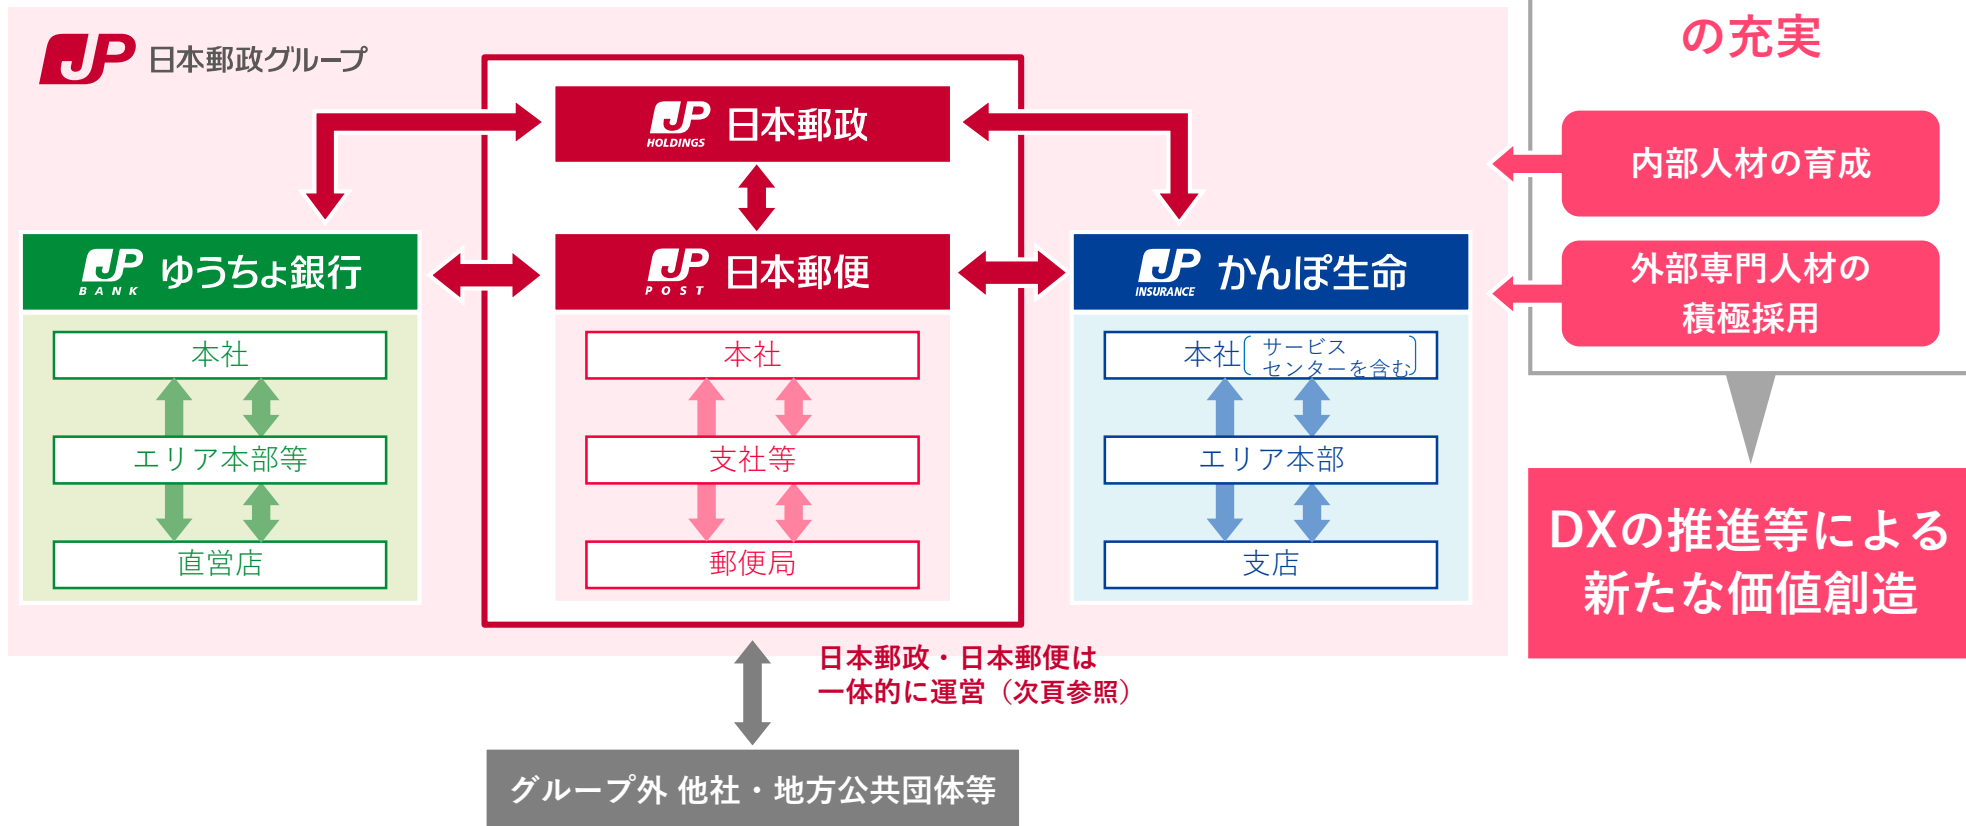 JP 日本郵政グループ
JP HOLDINGS 日本郵政
JP BANK ゆうちょ銀行
本社
エリア本部等
直営店
JP POST 日本郵便
本社
支社等
郵便局
JP INSURANCE かんぽ生命
本社(サービス
センターを含む)
エリア本部
支店
日本郵政・日本郵便は
一体的に運営（次頁参照）
グループ外 他社・地方公共団体等
の充実
内部人材の育成
外部専門人材の
積極採用
DXの推進等による
新たな価値創造